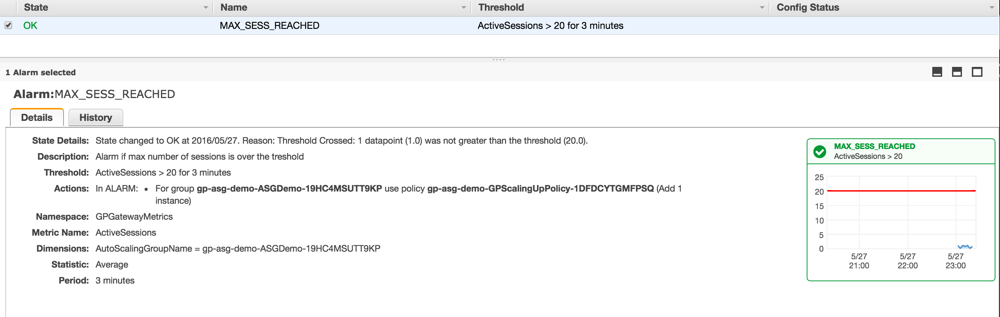 State Name Threshold Config Status
OK MAX_SESS_REACHED ActiveSessions > 20 for 3 minutes
1 Alarm selected
Alarm:MAX_SESS_REACHED
Details History
State Details: State changed to OK at 2016/05/27. Reason: Threshold Crossed: 1 datapoint (1.0) was not greater than the threshold (20.0).
Description: Alarm if max number of sessions is over the treshold
Threshold: ActiveSessions > 20 for 3 minutes
Actions: In ALARM: • For group gp-asg-demo-ASGDemo-19HC4MSUTT9KP use policy gp-asg-demo-GPScalingUpPolicy-1DFDCYTGMFPSQ (Add 1
instance)
Namespace: GPGatewayMetrics
Metric Name: ActiveSessions
Dimensions: AutoScalingGroupName = gp-asg-demo-ASGDemo-19HC4MSUTT9KP
Statistic: Average
Period: 3 minutes
MAX_SESS_REACHED
ActiveSessions > 20
25
20
15
10
5
0
5/27 5/27 5/27
21:00 22:00 23:00